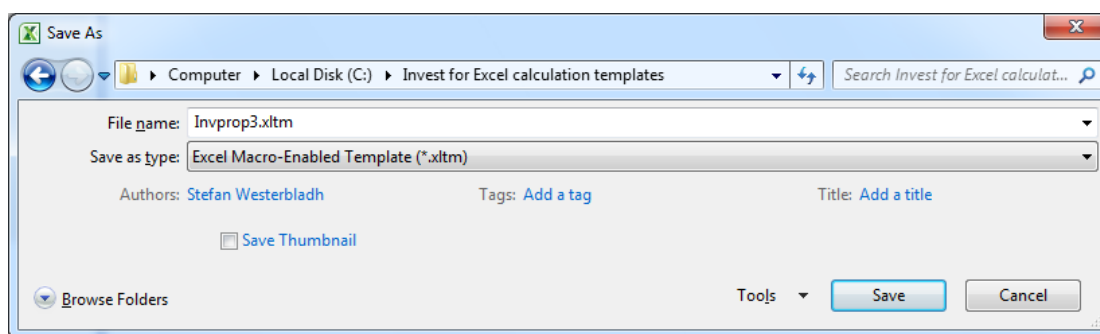 Save As
Computer Local Disk (C:) Invest for Excel calculation templates Search Invest for Excel calculat...
File name: Invprop3.xltm
Save as type: Excel Macro-Enabled Template (*.xltm)
Authors: Stefan Westerbladh Tags: Add a tag Title: Add a title
Save Thumbnail
Browse Folders Tools Save Cancel